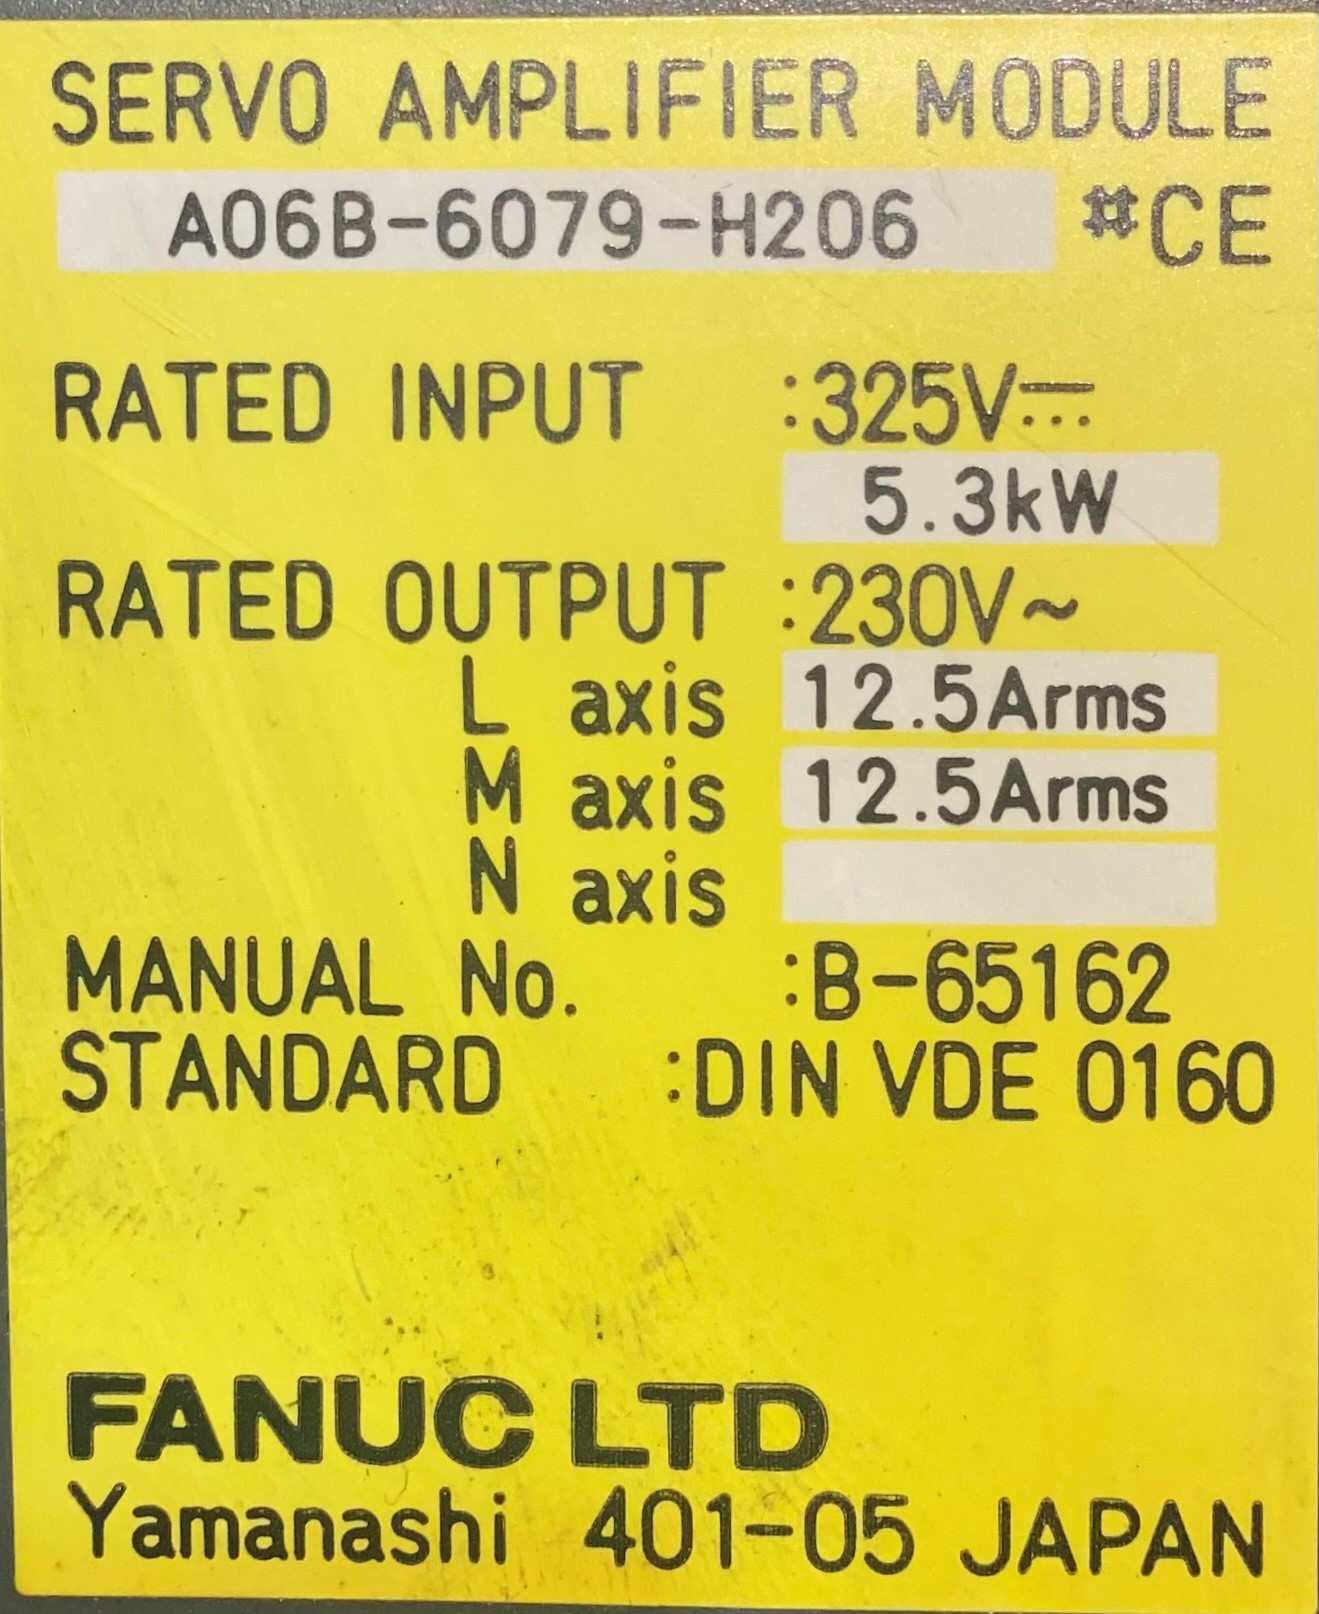 SERVO AMPLIFIER MODULE
A06B-6079-H206 ⌗CE
RATED INPUT :325V⎓
5.3kW
RATED OUTPUT :230V~
L axis 12.5Arms
M axis 12.5Arms
N axis
MANUAL No. :B-65162
STANDARD :DIN VDE 0160
FANUC LTD
Yamanashi 401-05 JAPAN